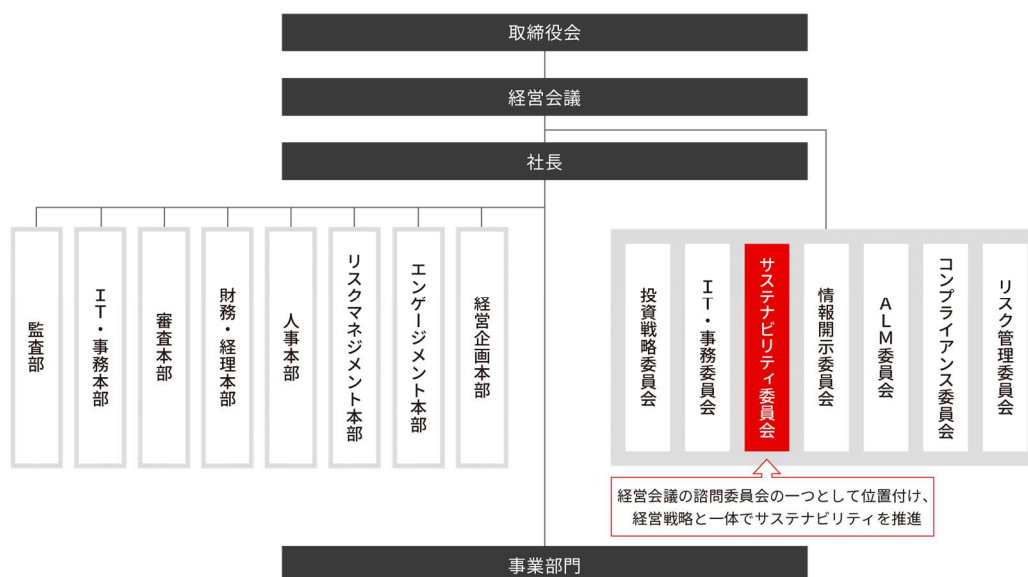 取締役会
経営会議
社長
監査部
IT・事務本部
審査本部
財務・経理本部
人事本部
リスクマネジメント本部
エンゲージメント本部
経営企画本部
投資戦略委員会
IT・事務委員会
サステナビリティ委員会
情報開示委員会
ALM委員会
コンプライアンス委員会
リスク管理委員会
経営会議の諮問委員会の一つとして位置付け、
経営戦略と一体でサステナビリティを推進
事業部門